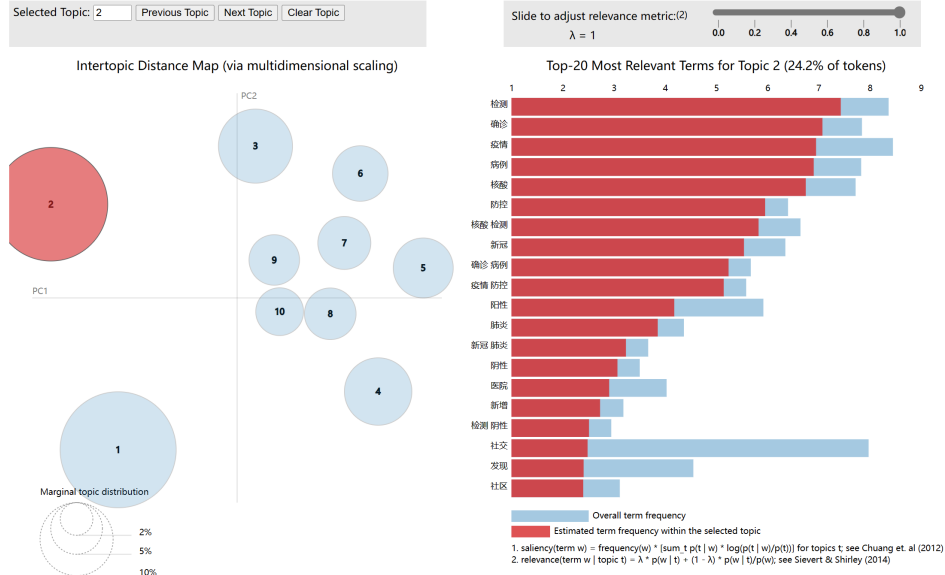 Selected Topic: 2 Previous Topic Next Topic Clear Topic
Slide to adjust relevance metric:(2)
λ = 1
0.0 0.2 0.4 0.6 0.8 1.0
Intertopic Distance Map (via multidimensional scaling)
PC2
PC1
3
6
2
7
9
5
10
8
4
1
Marginal topic distribution
2%
5%
10%
Top-20 Most Relevant Terms for Topic 2 (24.2% of tokens)
1 2 3 4 5 6 7 8 9
检测
确诊
疫情
病例
核酸
防控
核酸 检测
新冠
确诊 病例
疫情 防控
阳性
肺炎
新冠 肺炎
阴性
医院
新增
检测 阴性
社交
发现
社区
Overall term frequency
Estimated term frequency within the selected topic
1. saliency(term w) = frequency(w) * [sum_t p(t | w) * log(p(t | w)/p(t))] for topics t; see Chuang et. al (2012)
2. relevance(term w | topic t) = λ * p(w | t) + (1 - λ) * p(w | t)/p(w); see Sievert & Shirley (2014)